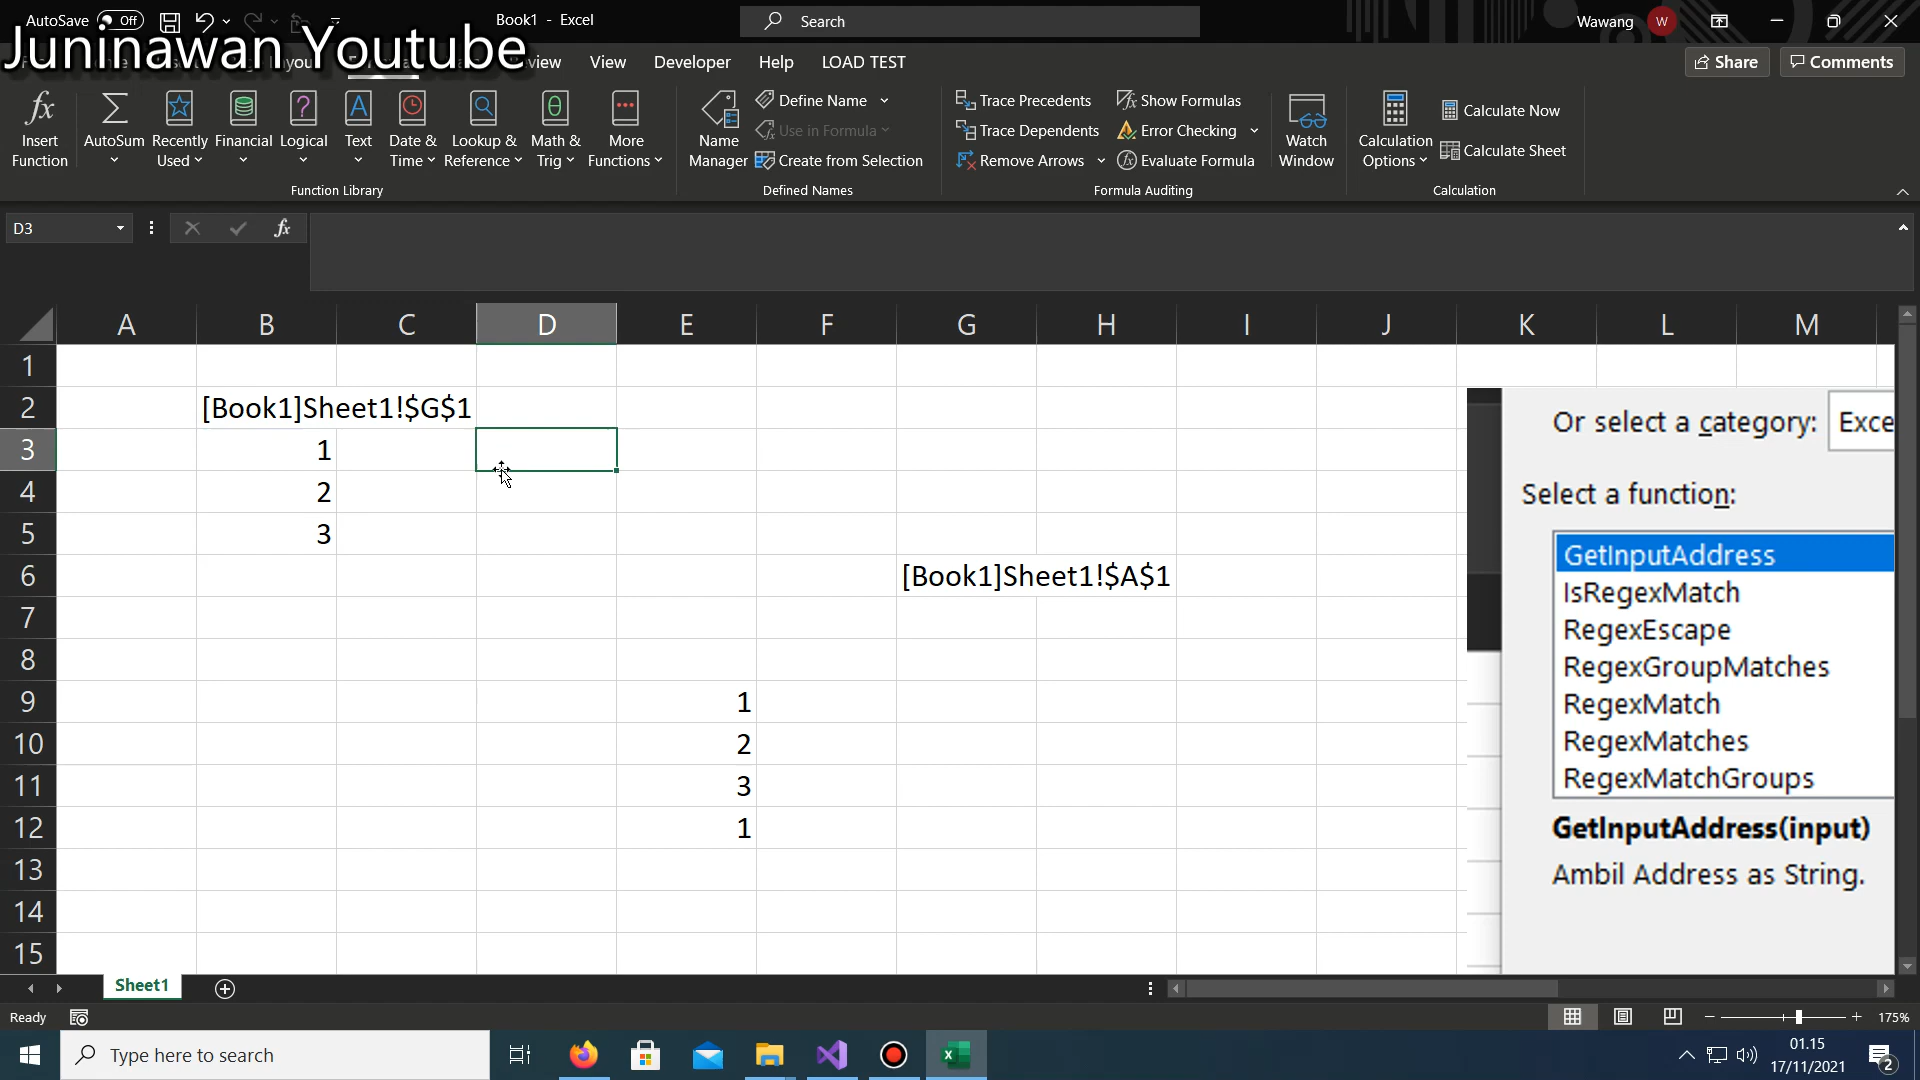 AutoSave Off Book1 - Excel Search Wawang W
Juninawan Youtube
View Developer Help LOAD TEST Share Comments
Insert Function
AutoSum
Recently Used
Financial
Logical
Text
Date & Time
Lookup & Reference
Math & Trig
More Functions
Function Library
Name Manager
Define Name
Use in Formula
Create from Selection
Defined Names
Trace Precedents
Trace Dependents
Remove Arrows
Show Formulas
Error Checking
Evaluate Formula
Formula Auditing
Watch Window
Calculation Options
Calculate Now
Calculate Sheet
Calculation
D3 fx
A B C D E F G H I J K L M
1
2 [Book1]Sheet1!$G$1
3 1
4 2
5 3
6 [Book1]Sheet1!$A$1
7
8
9 1
10 2
11 3
12 1
13
14
15
Or select a category: Exce
Select a function:
GetInputAddress
IsRegexMatch
RegexEscape
RegexGroupMatches
RegexMatch
RegexMatches
RegexMatchGroups
GetInputAddress(input)
Ambil Address as String.
Sheet1
Ready 175%
Type here to search
01.15
17/11/2021
2